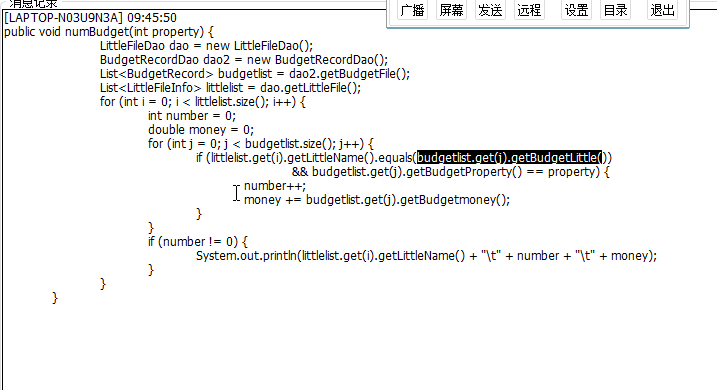 消息记录
广播 屏幕 发送 远程 设置 目录 退出
[LAPTOP-N03U9N3A] 09:45:50
public void numBudget(int property) {
LittleFileDao dao = new LittleFileDao();
BudgetRecordDao dao2 = new BudgetRecordDao();
List<BudgetRecord> budgetlist = dao2.getBudgetFile();
List<LittleFileInfo> littlelist = dao.getLittleFile();
for (int i = 0; i < littlelist.size(); i++) {
int number = 0;
double money = 0;
for (int j = 0; j < budgetlist.size(); j++) {
if (littlelist.get(i).getLittleName().equals(budgetlist.get(j).getBudgetLittle())
&& budgetlist.get(j).getBudgetProperty() == property) {
number++;
money += budgetlist.get(j).getBudgetmoney();
}
}
if (number != 0) {
System.out.println(littlelist.get(i).getLittleName() + "\t" + number + "\t" + money);
}
}
}